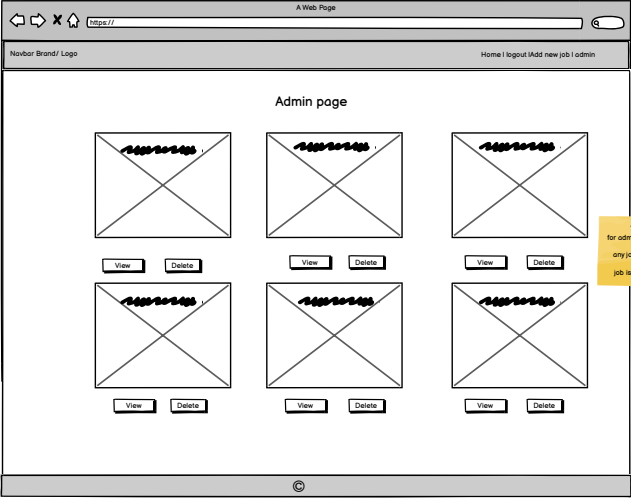 A Web Page
https://
Navbar Brand/ Logo
Home | logout |Add new job | admin
Admin page
View Delete
View Delete
View Delete
for adm
any jo
job is
View Delete
View Delete
View Delete
©